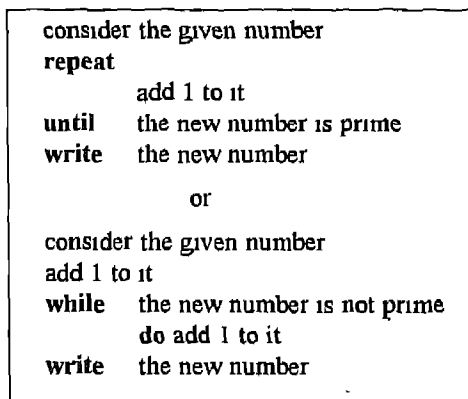 consider the given number
repeat
add 1 to it
until the new number is prime
write the new number
or
consider the given number
add 1 to it
while the new number is not prime
do add 1 to it
write the new number